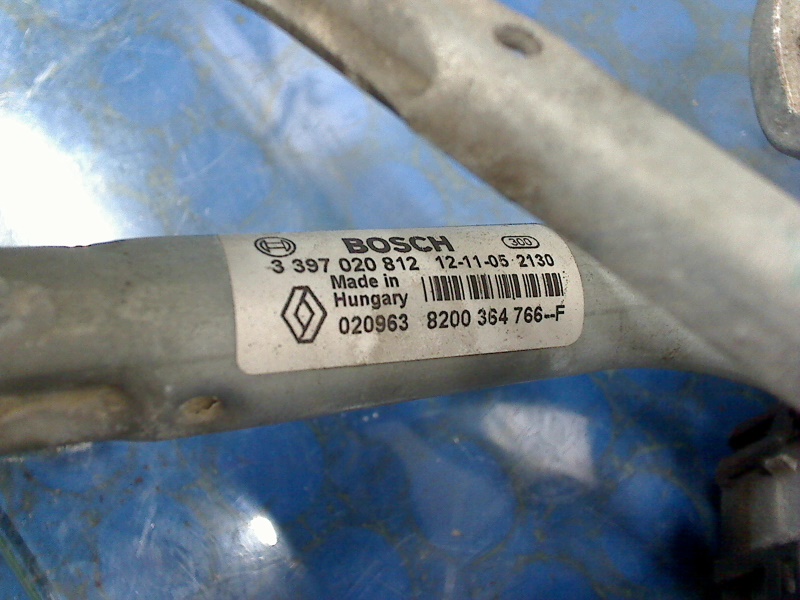 BOSCH 300
3 397 020 812 12-11-05 2130
Made in
Hungary
020963 8200 364 766--F